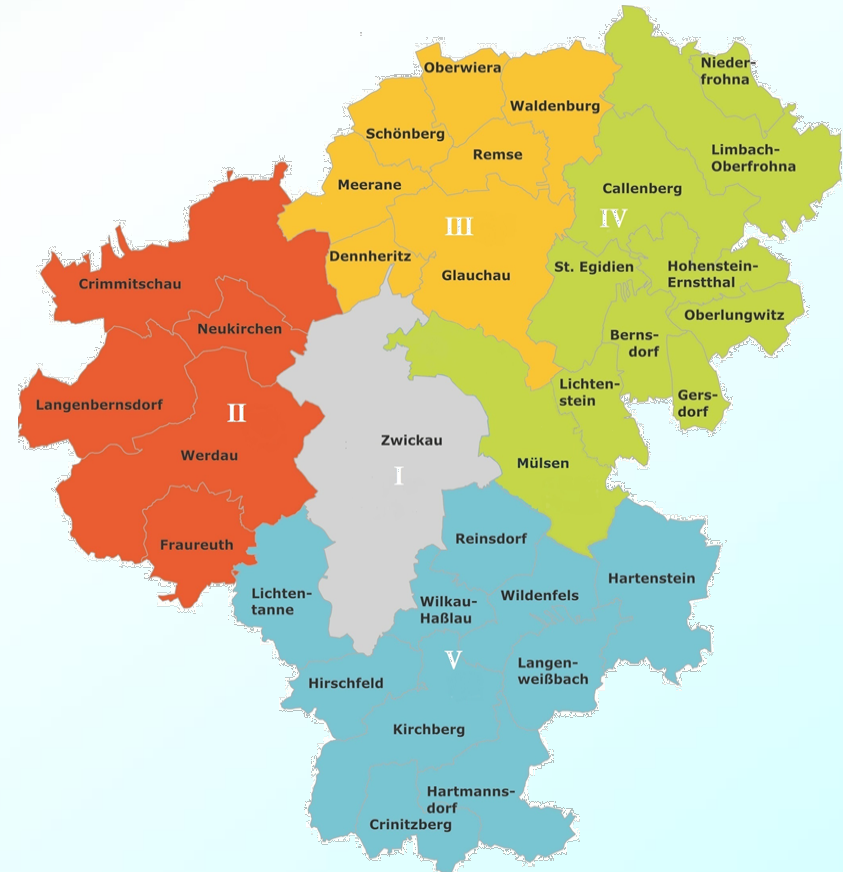 Oberwiera
Nieder-
frohna
Waldenburg
Schönberg
Remse
Limbach-
Oberfrohna
Meerane
Callenberg
III
IV
Dennheritz
Glauchau
St. Egidien
Hohenstein-
Ernstthal
Crimmitschau
Neukirchen
Oberlungwitz
Berns-
dorf
Lichten-
stein
Gers-
dorf
Langenbernsdorf
II
Werdau
Zwickau
I
Mülsen
Fraureuth
Reinsdorf
Hartenstein
Lichten-
tanne
Wilkau-
Haßlau
Wildenfels
V
Langen-
weißbach
Hirschfeld
Kirchberg
Hartmanns-
dorf
Crinitzberg